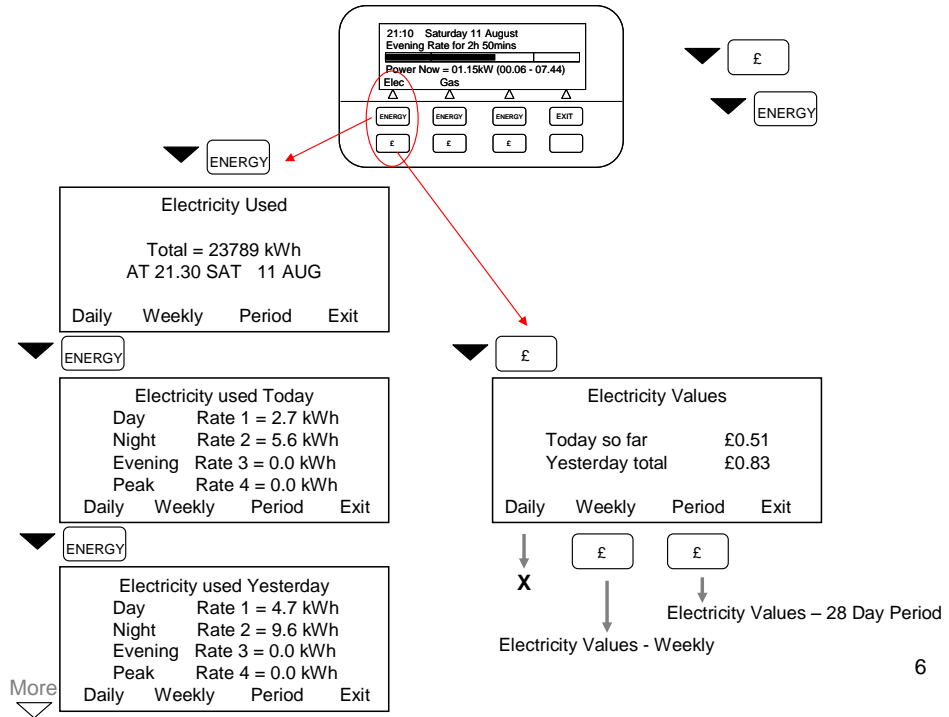 21:10 Saturday 11 August
Evening Rate for 2h 50mins
Power Now = 01.15kW (00.06 - 07.44)
Elec Gas
ENERGY ENERGY ENERGY EXIT
£ £ £
£
ENERGY
ENERGY
Electricity Used
Total = 23789 kWh
AT 21.30 SAT 11 AUG
Daily Weekly Period Exit
ENERGY
Electricity used Today
Day Rate 1 = 2.7 kWh
Night Rate 2 = 5.6 kWh
Evening Rate 3 = 0.0 kWh
Peak Rate 4 = 0.0 kWh
Daily Weekly Period Exit
ENERGY
Electricity used Yesterday
Day Rate 1 = 4.7 kWh
Night Rate 2 = 9.6 kWh
Evening Rate 3 = 0.0 kWh
Peak Rate 4 = 0.0 kWh
Daily Weekly Period Exit
More
£
Electricity Values
Today so far £0.51
Yesterday total £0.83
Daily Weekly Period Exit
£ £
X
Electricity Values – 28 Day Period
Electricity Values - Weekly
6